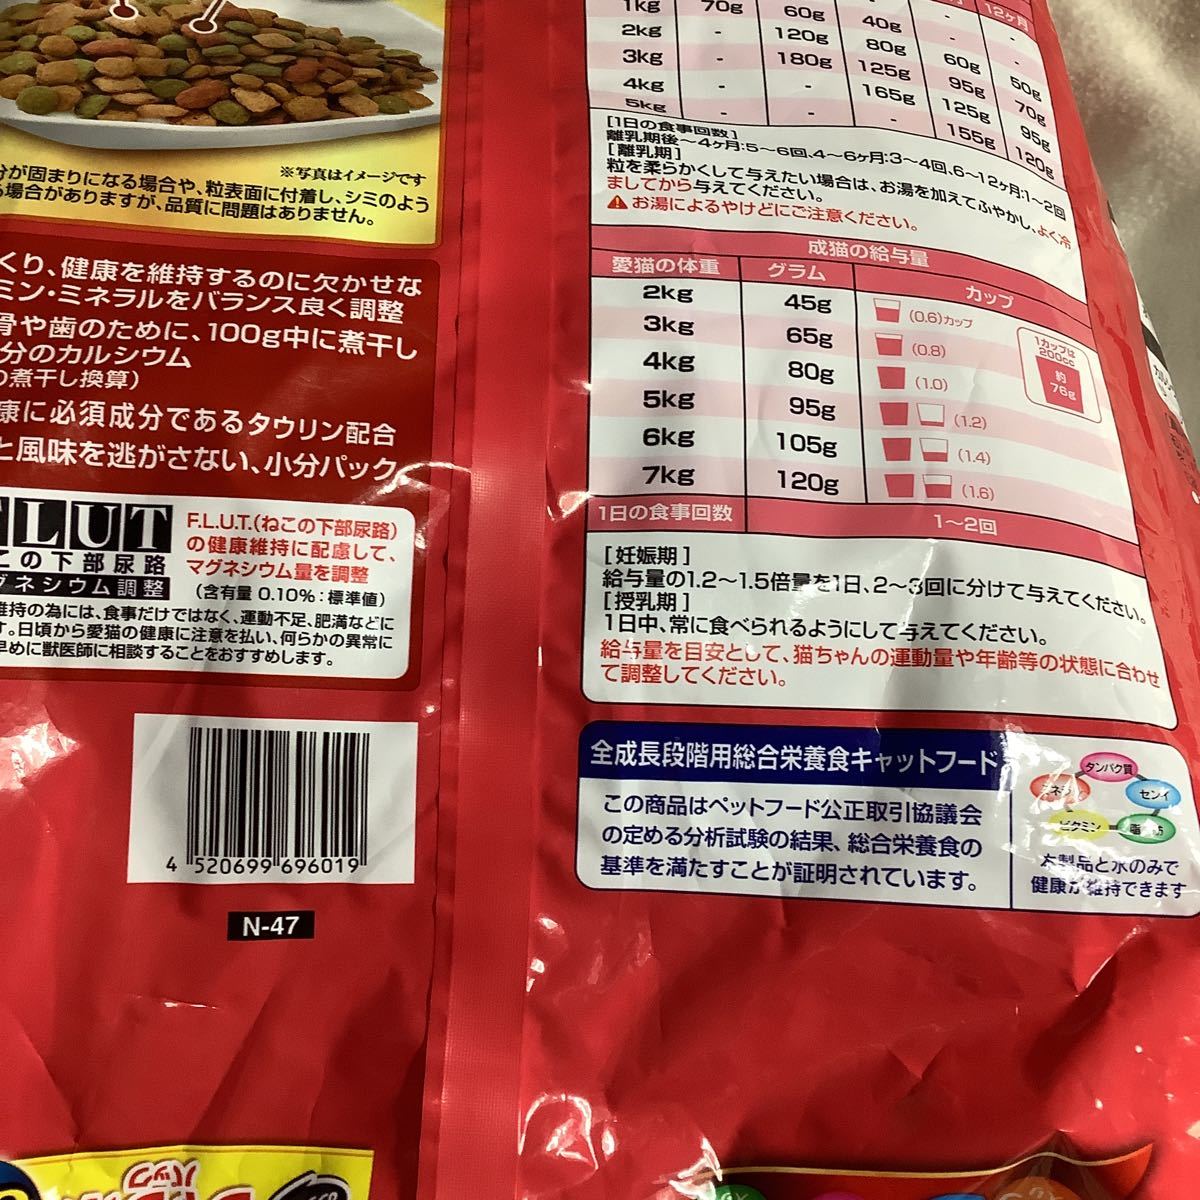 ※写真はイメージです
分が固まりになる場合や、粒表面に付着し、シミのよう
場合がありますが、品質に問題はありません。
くり、健康を維持するのに欠かせな
ミン・ミネラルをバランス良く調整
骨や歯のために、100g中に煮干し
分のカルシウム
の煮干し換算)
康に必須成分であるタウリン配合
と風味を逃がさない、小分パック
FLUT
この下部尿路
グネシウム調整
F.L.U.T.(ねこの下部尿路)
の健康維持に配慮して、
マグネシウム量を調整
(含有量 0.10%:標準値)
維持の為には、食事だけではなく、運動不足、肥満などに
す。日頃から愛猫の健康に注意を払い、何らかの異常に
早めに獣医師に相談することをおすすめします。
4 520699 696019
N-47
パック
12ヶ月
1kg 70g 60g 40g - -
2kg - 120g 80g 60g 50g
3kg - 180g 125g 95g 70g
4kg - - 165g 125g 95g
5kg - - - 155g 120g
[1日の食事回数]
離乳期後～4ヶ月:5～6回、4～6ヶ月:3～4回、6～12ヶ月:1～2回
[離乳期]
粒を柔らかくして与えたい場合は、お湯を加えてふやかし、よく冷
ましてから与えてください。
お湯によるやけどにご注意ください。
成猫の給与量
愛猫の体重 グラム カップ
2kg 45g (0.6)カップ
3kg 65g (0.8)
4kg 80g (1.0)
5kg 95g (1.2)
6kg 105g (1.4)
7kg 120g (1.6)
1カップは
200cc
約
76g
1日の食事回数 1～2回
[妊娠期]
給与量の1.2～1.5倍量を1日、2～3回に分けて与えてください。
[授乳期]
1日中、常に食べられるようにして与えてください。
給与量を目安として、猫ちゃんの運動量や年齢等の状態に合わせ
て調整してください。
全成長段階用総合栄養食キャットフード
この商品はペットフード公正取引協議会
の定める分析試験の結果、総合栄養食の
基準を満たすことが証明されています。
タンパク質
センイ
脂肪
ビタミン
ミネラル
本製品と水のみで
健康が維持できます